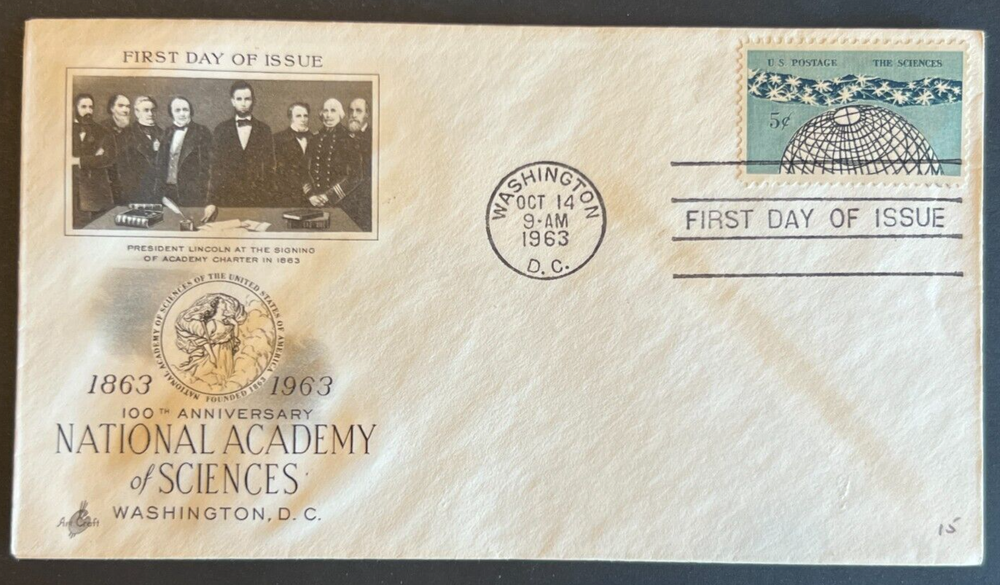 FIRST DAY OF ISSUE
PRESIDENT LINCOLN AT THE SIGNING
OF ACADEMY CHARTER IN 1863
NATIONAL ACADEMY OF SCIENCES OF THE UNITED STATES OF AMERICA
FOUNDED 1863
1863 1963
100TH ANNIVERSARY
NATIONAL ACADEMY
of SCIENCES
WASHINGTON, D. C.
Art Craft
WASHINGTON
OCT 14
9-AM
1963
D. C.
U S POSTAGE THE SCIENCES
5¢
FIRST DAY OF ISSUE
15